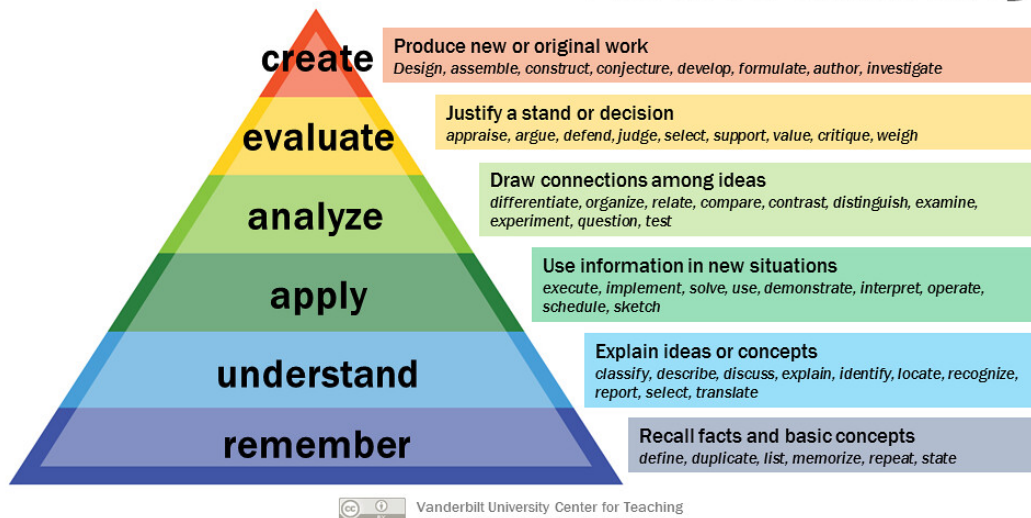 create
Produce new or original work
Design, assemble, construct, conjecture, develop, formulate, author, investigate
evaluate
Justify a stand or decision
appraise, argue, defend, judge, select, support, value, critique, weigh
analyze
Draw connections among ideas
differentiate, organize, relate, compare, contrast, distinguish, examine,
experiment, question, test
apply
Use information in new situations
execute, implement, solve, use, demonstrate, interpret, operate,
schedule, sketch
understand
Explain ideas or concepts
classify, describe, discuss, explain, identify, locate, recognize,
report, select, translate
remember
Recall facts and basic concepts
define, duplicate, list, memorize, repeat, state
cc
Vanderbilt University Center for Teaching